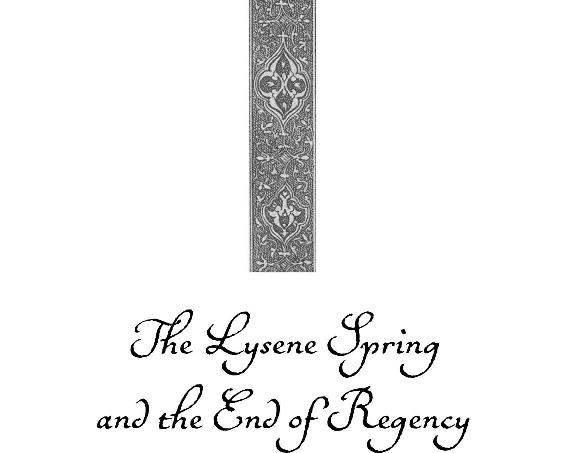 The Lysene Spring
and the End of Regency